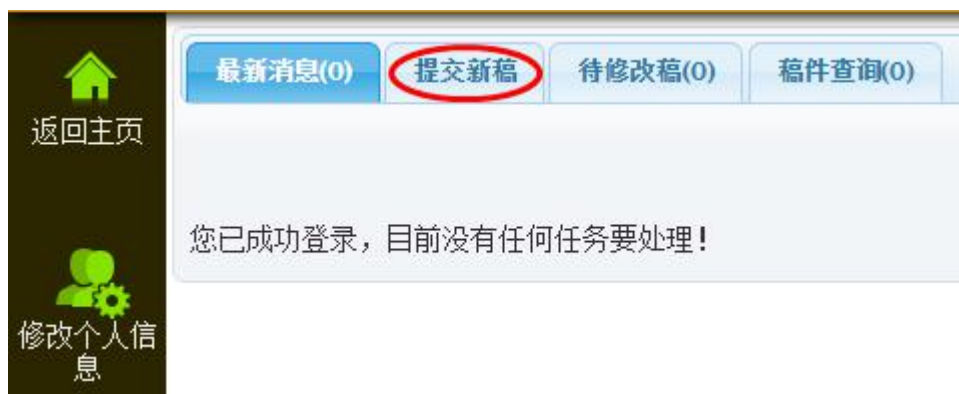 最新消息(0) 提交新稿 待修改稿(0) 稿件查询(0)
返回主页
您已成功登录，目前没有任何任务要处理！
修改个人信
息